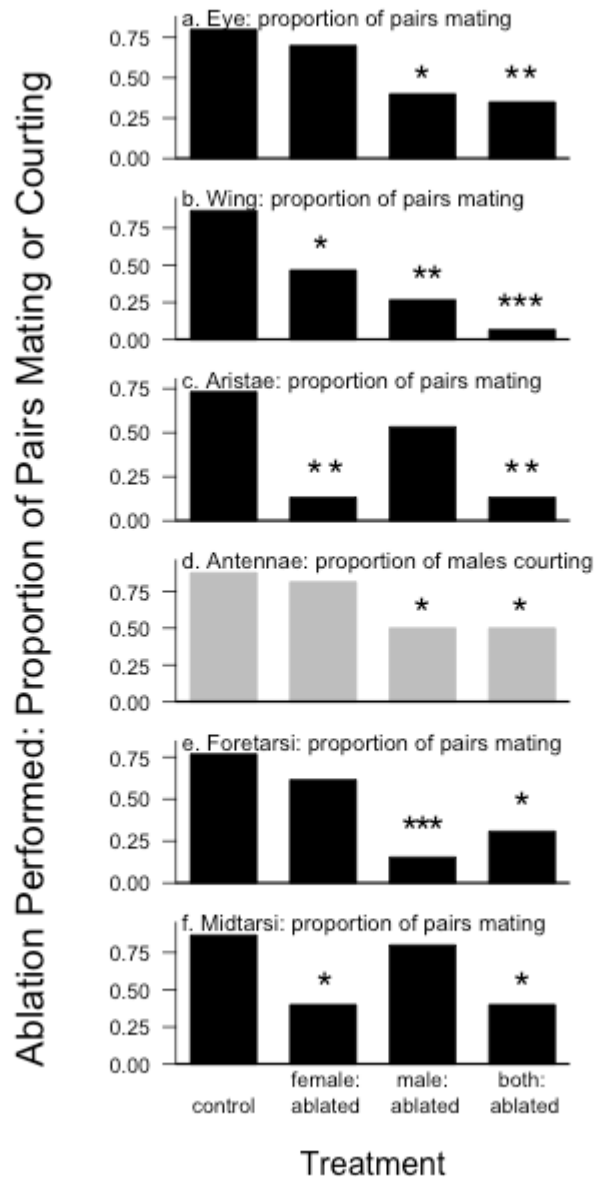 Ablation Performed: Proportion of Pairs Mating or Courting
a. Eye: proportion of pairs mating
0.75
0.50
0.25
0.00
*
**
b. Wing: proportion of pairs mating
0.75
0.50
0.25
0.00
*
**
***
c. Aristae: proportion of pairs mating
0.75
0.50
0.25
0.00
**
**
d. Antennae: proportion of males courting
0.75
0.50
0.25
0.00
*
*
e. Foretarsi: proportion of pairs mating
0.75
0.50
0.25
0.00
***
*
f. Midtarsi: proportion of pairs mating
0.75
0.50
0.25
0.00
*
*
control
female:
ablated
male:
ablated
both:
ablated
Treatment